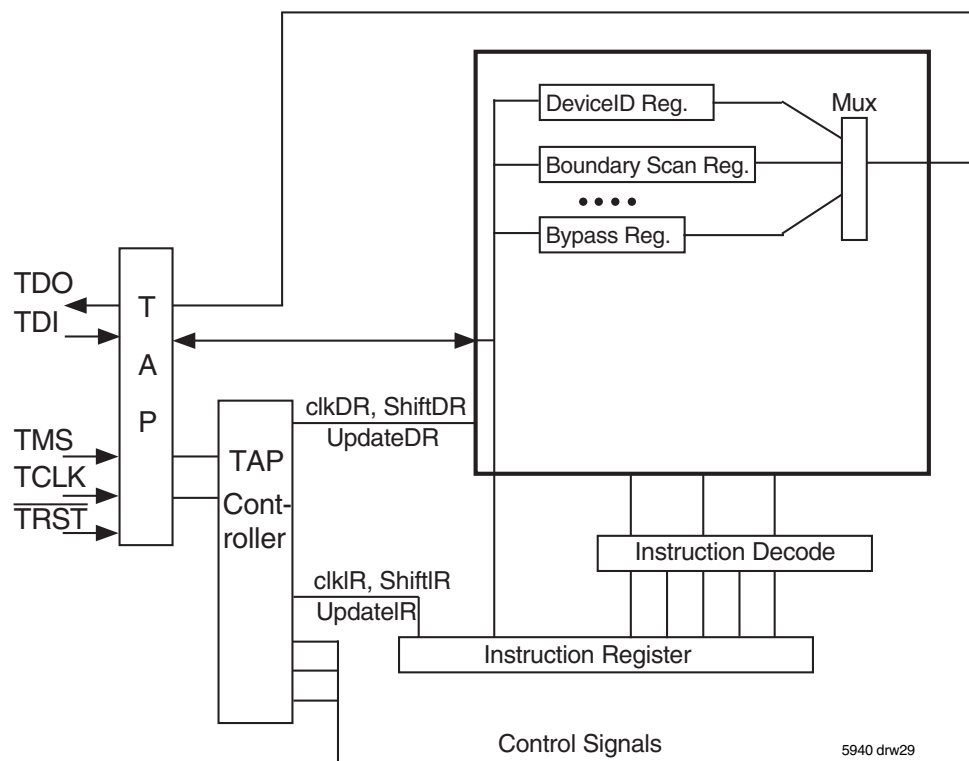 DeviceID Reg.
Mux
Boundary Scan Reg.
Bypass Reg.
TDO
TDI
T
A
P
TMS
TCLK
TRST
clkDR, ShiftDR
UpdateDR
TAP
Cont-
roller
Instruction Decode
clkIR, ShiftIR
UpdateIR
Instruction Register
Control Signals
5940 drw29